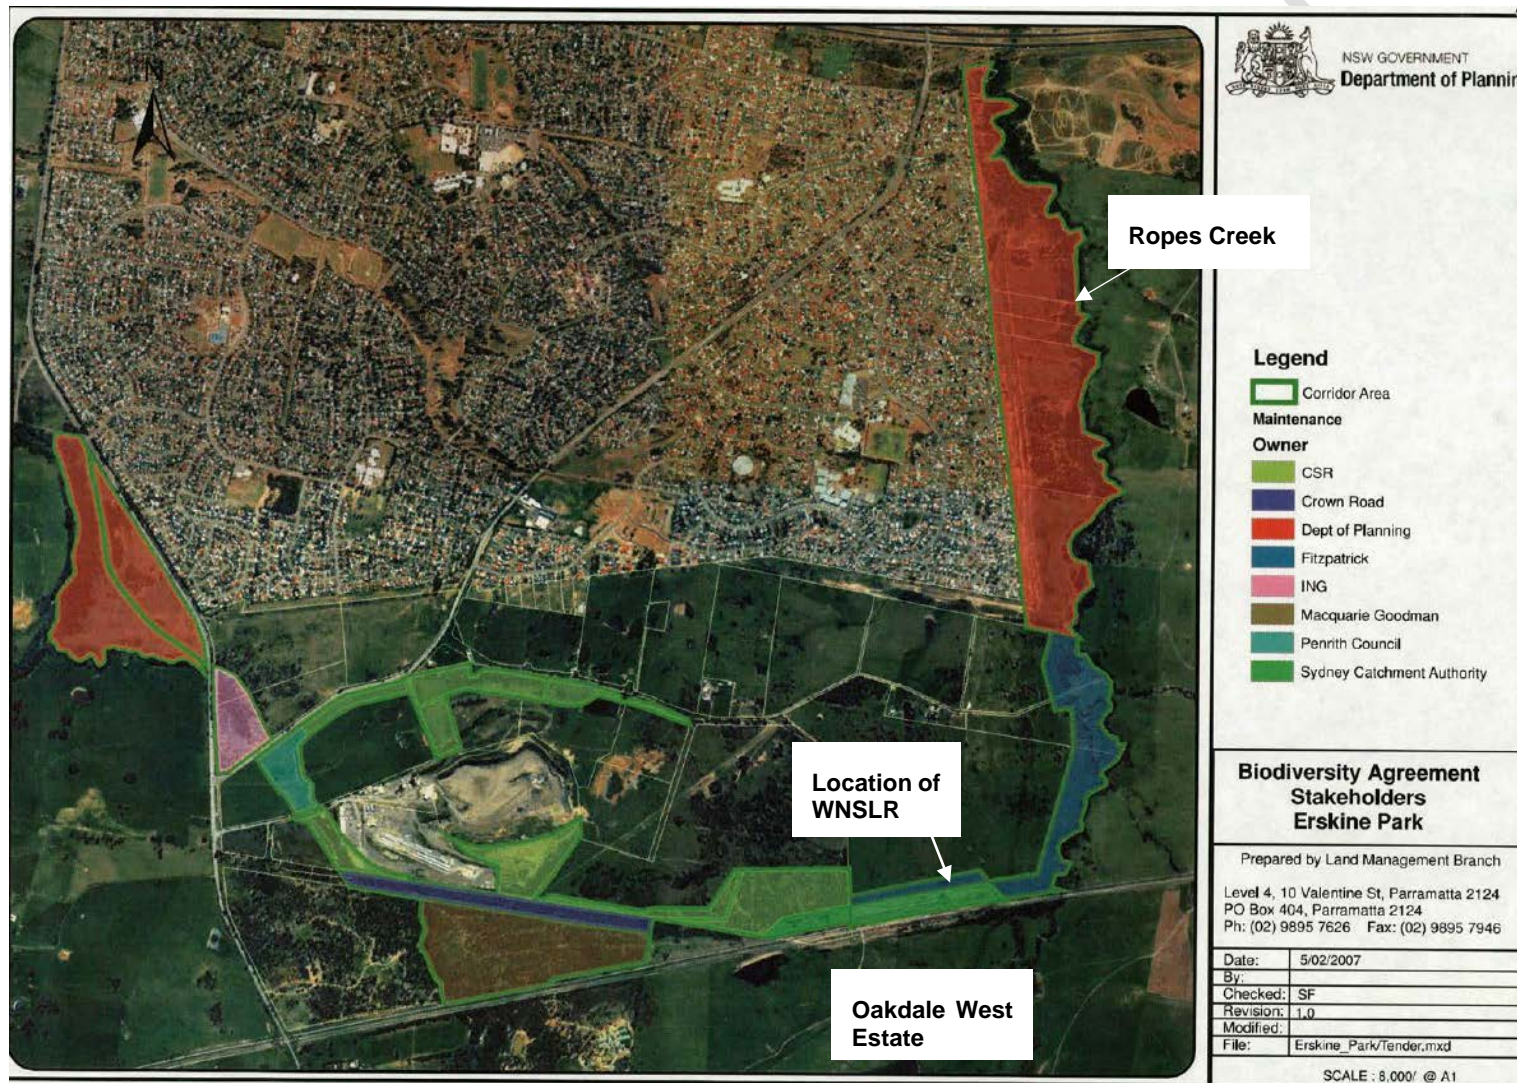 N
NSW GOVERNMENT
Department of Plannin
Ropes Creek
Legend
Corridor Area
Maintenance
Owner
CSR
Crown Road
Dept of Planning
Fitzpatrick
ING
Macquarie Goodman
Penrith Council
Sydney Catchment Authority
Location of
WNSLR
Oakdale West
Estate
Biodiversity Agreement
Stakeholders
Erskine Park
Prepared by Land Management Branch
Level 4, 10 Valentine St, Parramatta 2124
PO Box 404, Parramatta 2124
Ph: (02) 9895 7626 Fax: (02) 9895 7946
Date: 5/02/2007
By:
Checked: SF
Revision: 1.0
Modified:
File: Erskine_Park/Tender.mxd
SCALE : 8,000/ @ A1